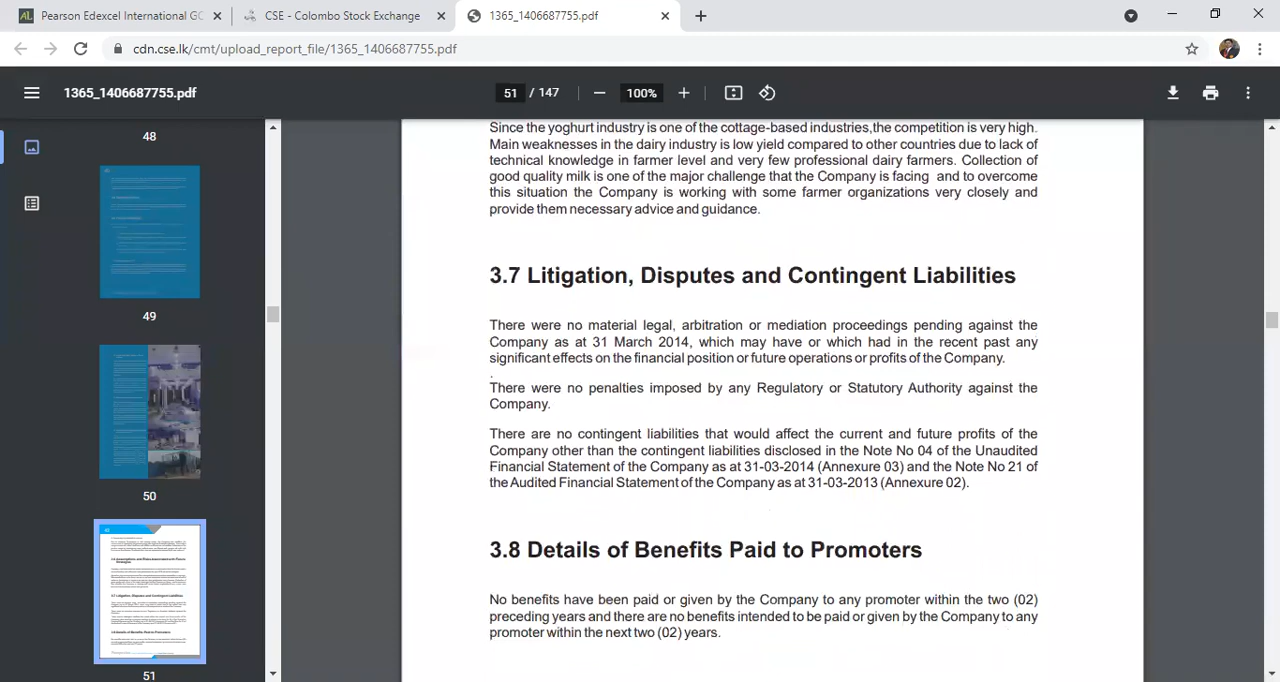 Pearson Edexcel International GC
CSE - Colombo Stock Exchange
1365_1406687755.pdf
cdn.cse.lk/cmt/upload_report_file/1365_1406687755.pdf
1365_1406687755.pdf
51 / 147
100%
48
49
50
51
Since the yoghurt industry is one of the cottage-based industries,the competition is very high.
Main weaknesses in the dairy industry is low yield compared to other countries due to lack of
technical knowledge in farmer level and very few professional dairy farmers. Collection of
good quality milk is one of the major challenge that the Company is facing and to overcome
this situation the Company is working with some farmer organizations very closely and
provide them necessary advice and guidance.
3.7 Litigation, Disputes and Contingent Liabilities
There were no material legal, arbitration or mediation proceedings pending against the
Company as at 31 March 2014, which may have or which had in the recent past any
significant effects on the financial position or future operations or profits of the Company.
.
There were no penalties imposed by any Regulatory or Statutory Authority against the
Company.
There are no contingent liabilities that would affect the current and future profits of the
Company other than the contingent liabilities disclosed in the Note No 04 of the Unaudited
Financial Statement of the Company as at 31-03-2014 (Annexure 03) and the Note No 21 of
the Audited Financial Statement of the Company as at 31-03-2013 (Annexure 02).
3.8 Details of Benefits Paid to Promoters
No benefits have been paid or given by the Company to any promoter within the two (02)
preceding years and there are no benefits intended to be paid or given by the Company to any
promoter within the next two (02) years.